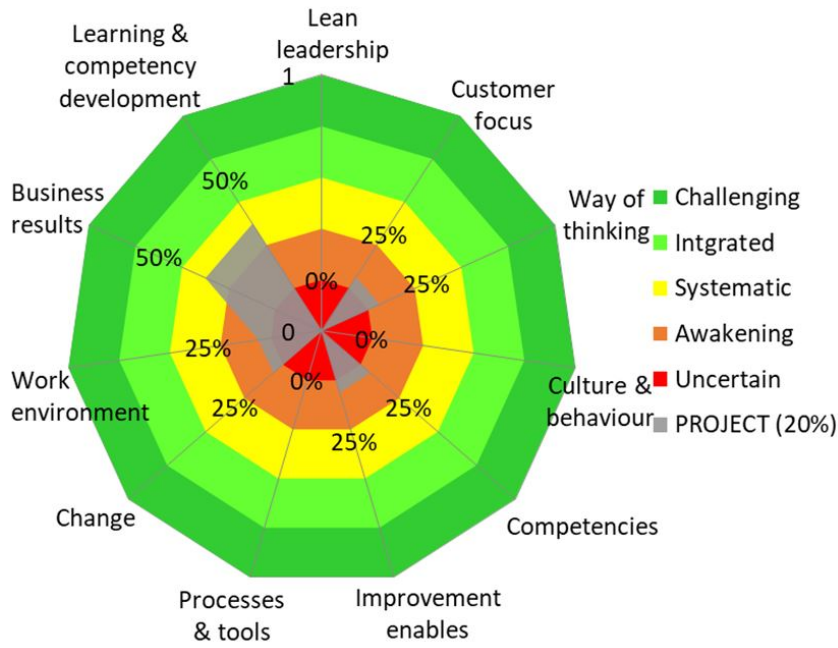 Lean
leadership
1
Customer
focus
Way of
thinking
Culture &
behaviour
Competencies
Improvement
enables
Processes
& tools
Change
Work
environment
Business
results
Learning &
competency
development
0%
25%
25%
0%
25%
25%
0%
25%
25%
50%
50%
0
Challenging
Intgrated
Systematic
Awakening
Uncertain
PROJECT (20%)